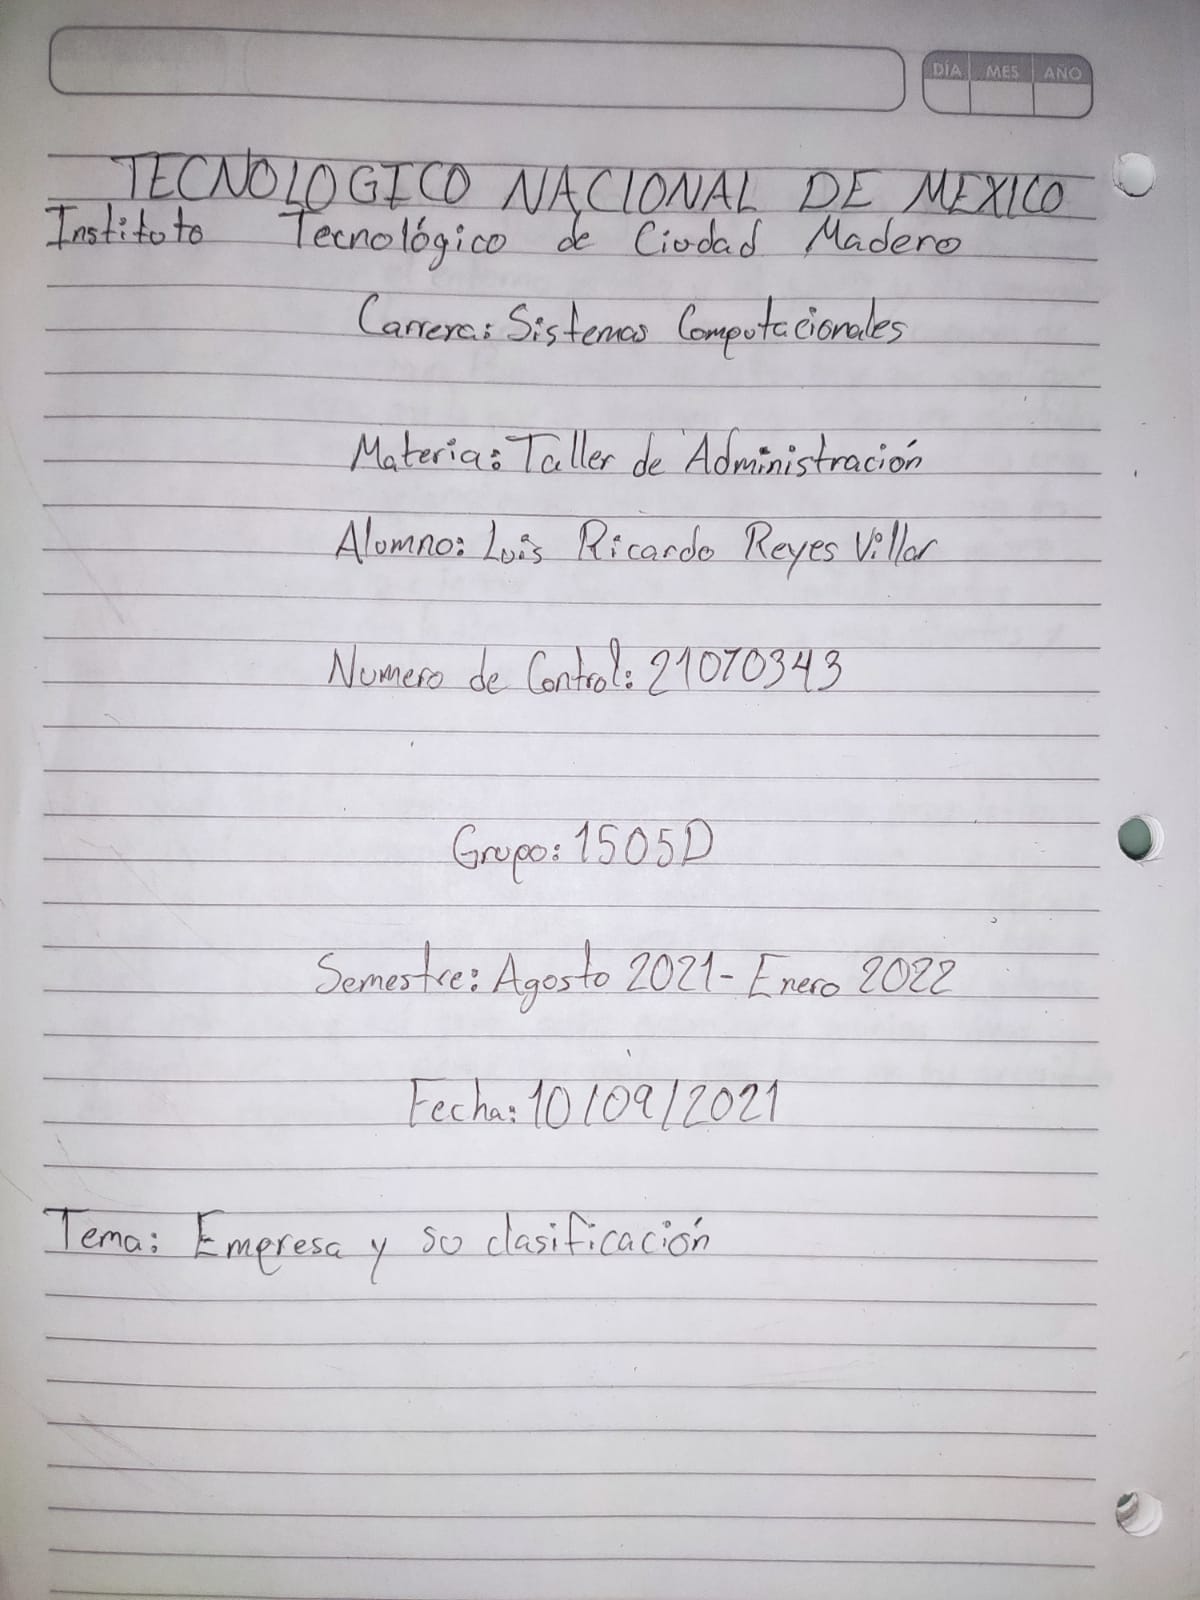 DÍA MES AÑO
TECNOLOGICO NACIONAL DE MEXICO
Instituto Tecnológico de Ciudad Madero
Carrera: Sistemas Computacionales
Materia: Taller de Administración
Alumno: Luis Ricardo Reyes Villar
Numero de Control: 21070343
Grupo: 1505D
Semestre: Agosto 2021-Enero 2022
Fecha: 10/09/2021
Tema: Empresa y su clasificación